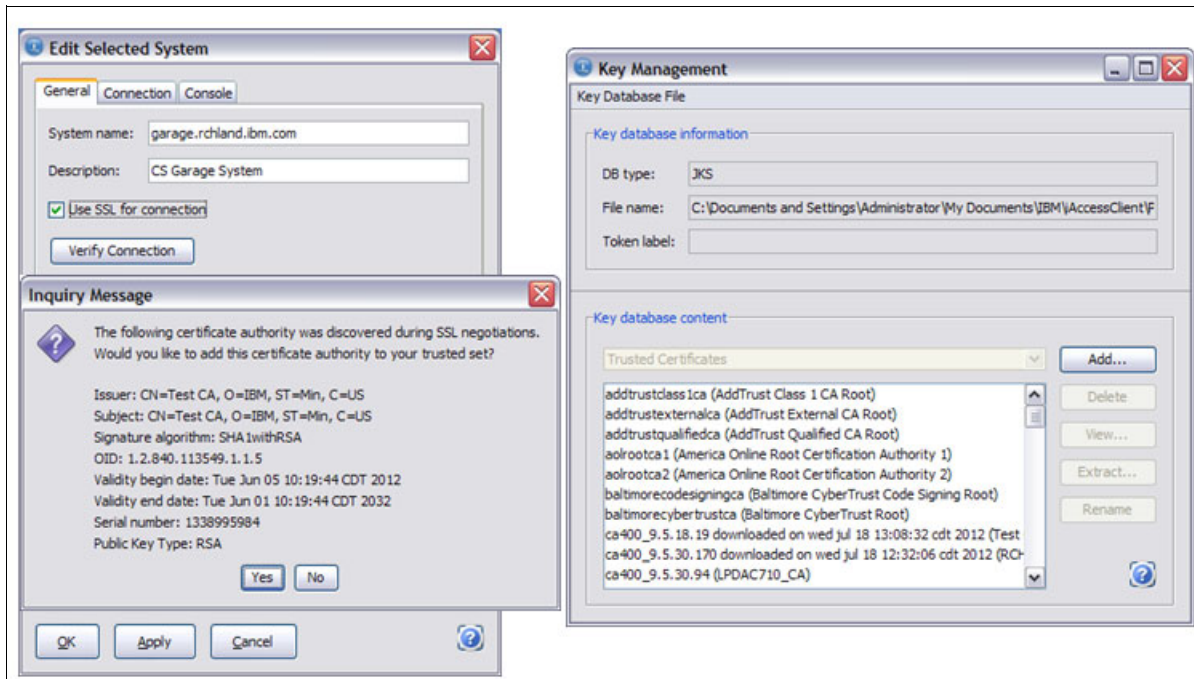 Edit Selected System
General Connection Console
System name: garage.rchland.ibm.com
Description: CS Garage System
Use SSL for connection
Verify Connection
Inquiry Message
The following certificate authority was discovered during SSL negotiations.
Would you like to add this certificate authority to your trusted set?
Issuer: CN=Test CA, O=IBM, ST=Min, C=US
Subject: CN=Test CA, O=IBM, ST=Min, C=US
Signature algorithm: SHA1withRSA
OID: 1.2.840.113549.1.1.5
Validity begin date: Tue Jun 05 10:19:44 CDT 2012
Validity end date: Tue Jun 01 10:19:44 CDT 2032
Serial number: 1338995984
Public Key Type: RSA
Yes No
OK Apply Cancel
Key Management
Key Database File
Key database information
DB type: JKS
File name: C:\Documents and Settings\Administrator\My Documents\IBM\iAccessClient\F
Token label:
Key database content
Trusted Certificates
Add...
addtrustclass1ca (AddTrust Class 1 CA Root)
addtrustexternalca (AddTrust External CA Root)
addtrustqualifiedca (AddTrust Qualified CA Root)
aolrootca1 (America Online Root Certification Authority 1)
aolrootca2 (America Online Root Certification Authority 2)
baltimorecodesigningca (Baltimore CyberTrust Code Signing Root)
baltimorecybertrustca (Baltimore CyberTrust Root)
ca400_9.5.18.19 downloaded on wed jul 18 13:08:32 cdt 2012 (Test
ca400_9.5.30.170 downloaded on wed jul 18 12:32:06 cdt 2012 (RCH
ca400_9.5.30.94 (LPDAC710_CA)
Delete
View...
Extract...
Rename